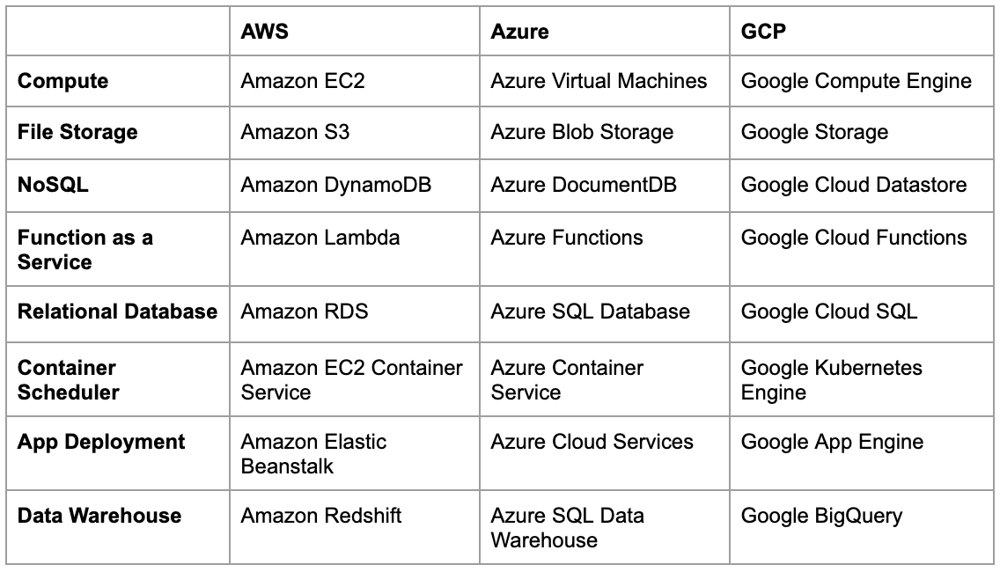 AWS Azure GCP
Compute Amazon EC2 Azure Virtual Machines Google Compute Engine
File Storage Amazon S3 Azure Blob Storage Google Storage
NoSQL Amazon DynamoDB Azure DocumentDB Google Cloud Datastore
Function as a Amazon Lambda Azure Functions Google Cloud Functions
Service
Relational Database Amazon RDS Azure SQL Database Google Cloud SQL
Container Amazon EC2 Container Azure Container Google Kubernetes
Scheduler Service Service Engine
App Deployment Amazon Elastic Azure Cloud Services Google App Engine
Beanstalk
Data Warehouse Amazon Redshift Azure SQL Data Google BigQuery
Warehouse